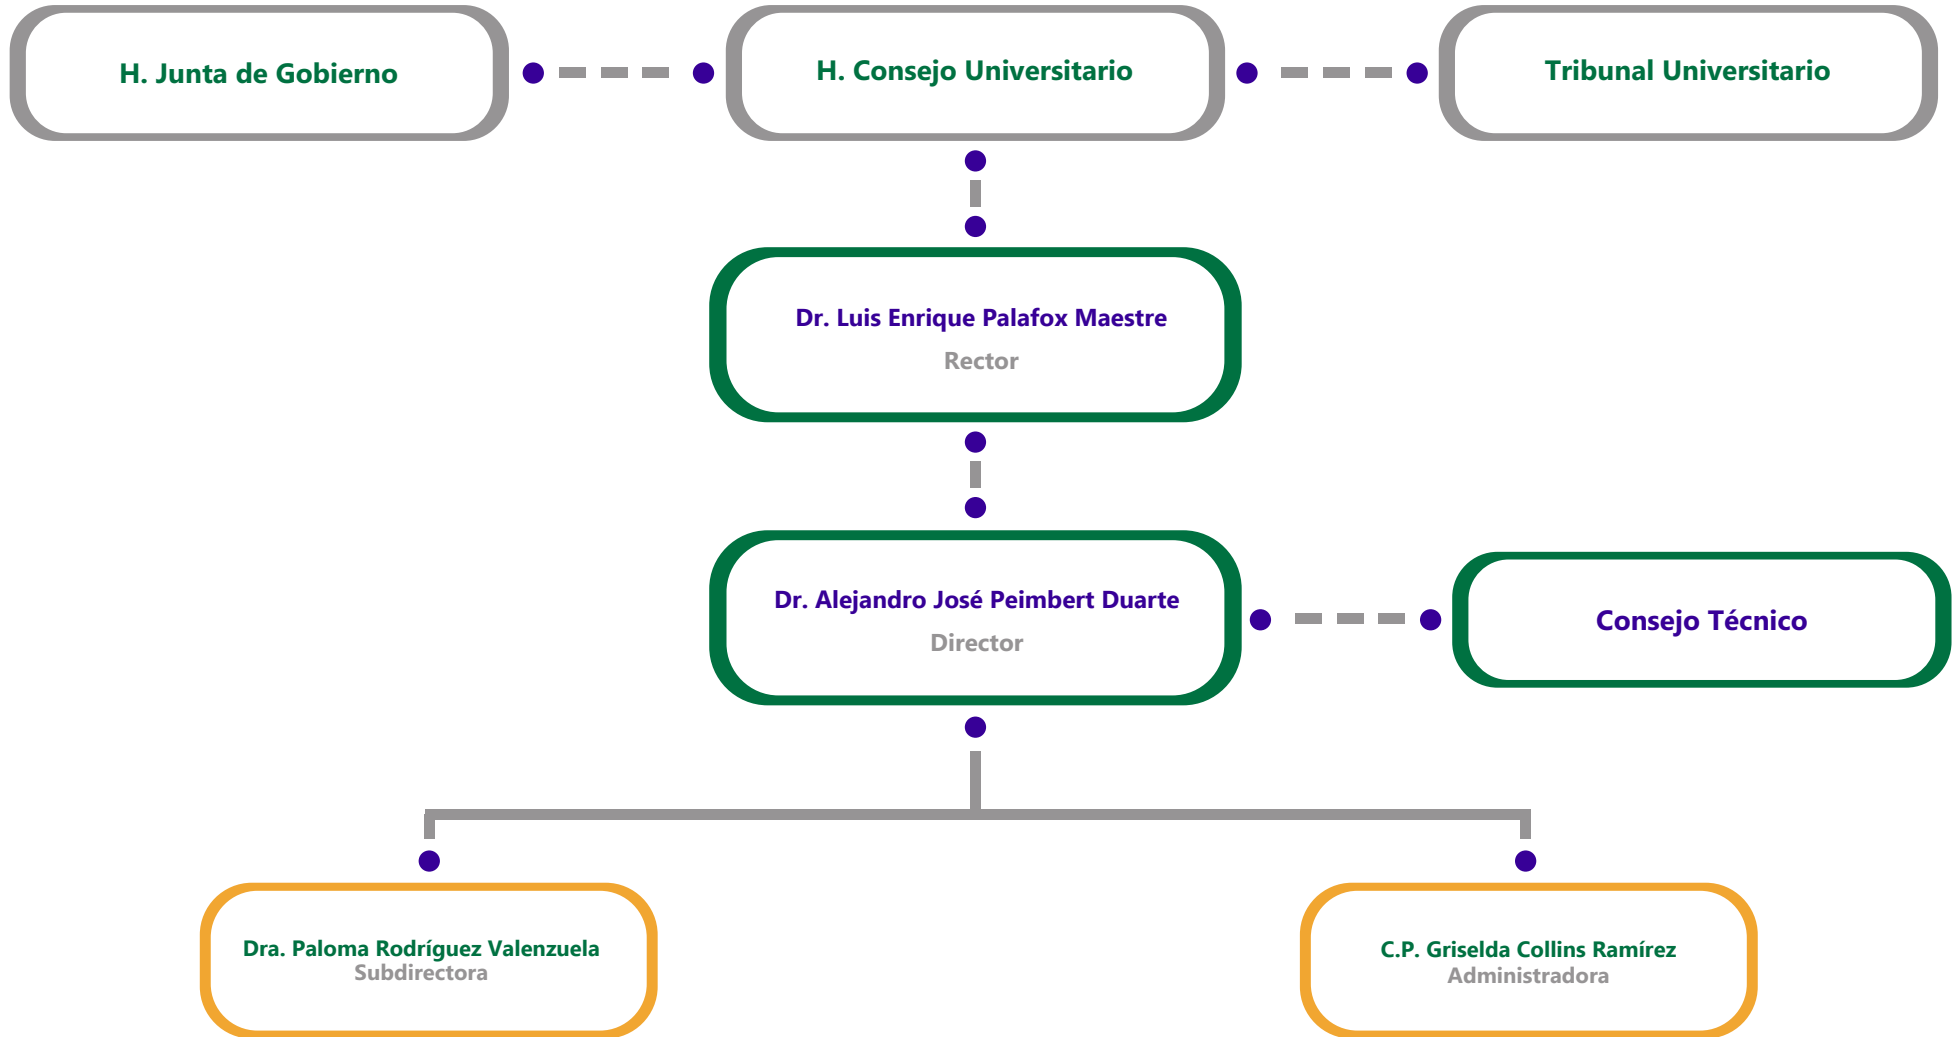 H. Junta de Gobierno
H. Consejo Universitario
Tribunal Universitario
Dr. Luis Enrique Palafox Maestre
Rector
Dr. Alejandro José Peimbert Duarte
Director
Consejo Técnico
Dra. Paloma Rodríguez Valenzuela
Subdirectora
C.P. Griselda Collins Ramírez
Administradora